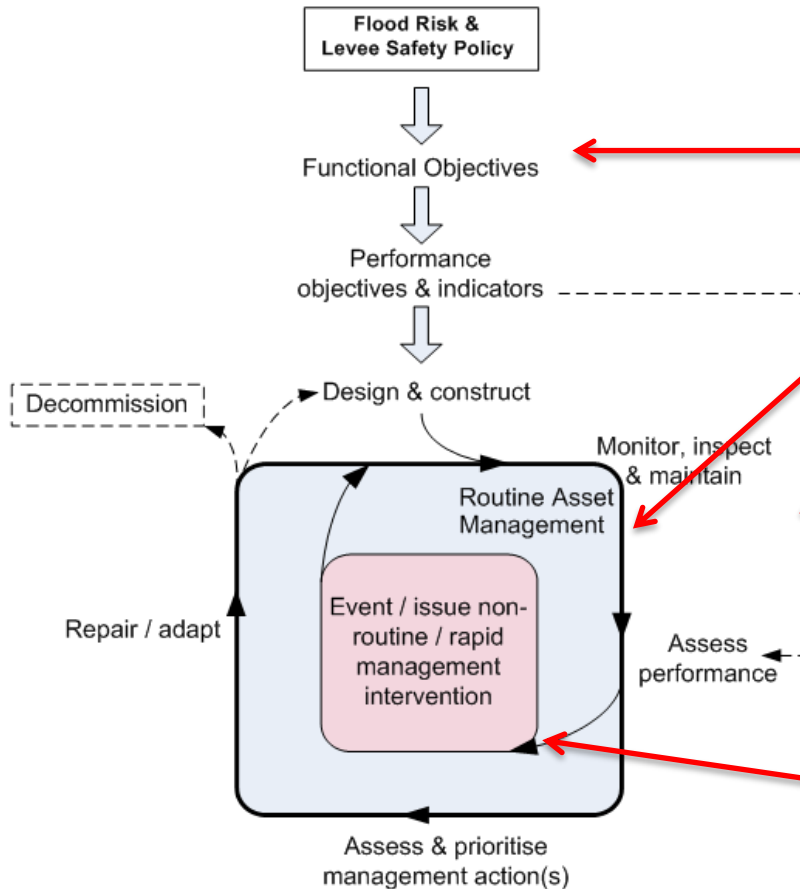 Flood Risk &
Levee Safety Policy
Functional Objectives
Performance
objectives & indicators
Design & construct
Decommission
Monitor, inspect
& maintain
Routine Asset
Management
Event / issue non-
routine / rapid
management
intervention
Repair / adapt
Assess
performance
Assess & prioritise
management action(s)